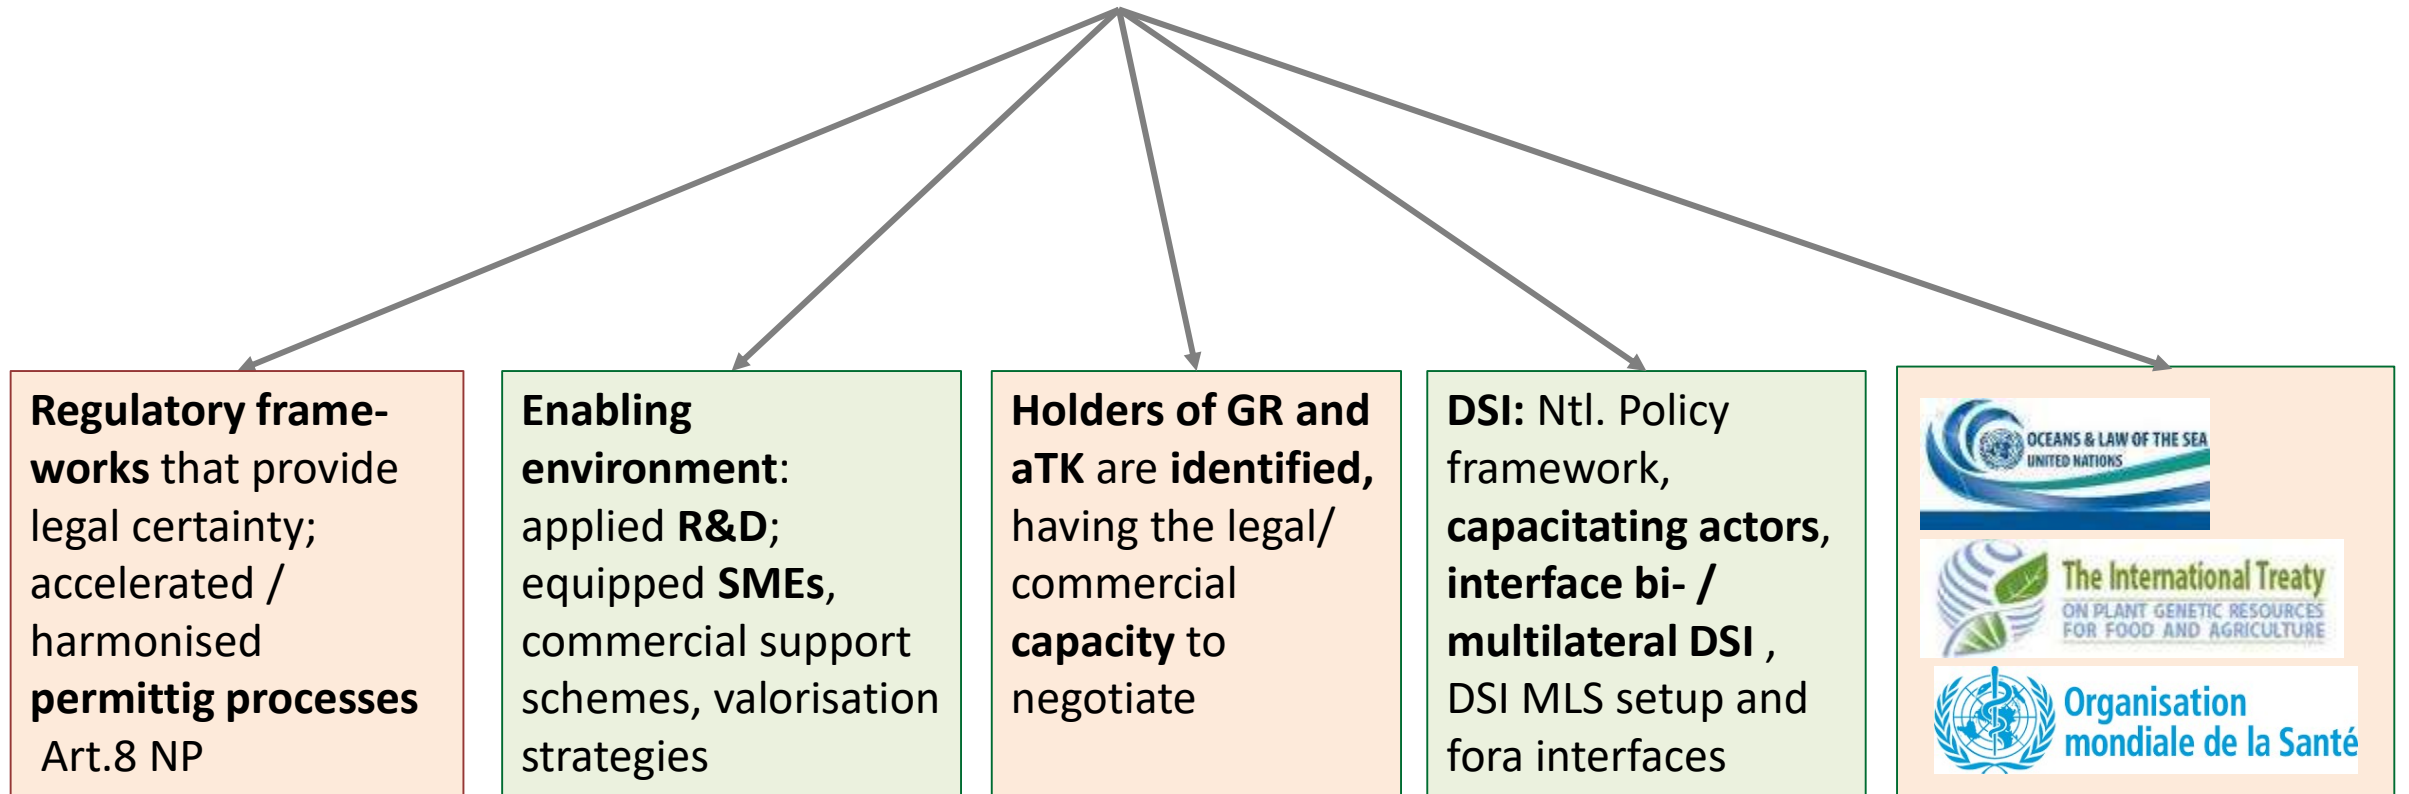 Regulatory frame-
works that provide
legal certainty;
accelerated /
harmonised
permittig processes
Art.8 NP
Enabling
environment:
applied R&D;
equipped SMEs,
commercial support
schemes, valorisation
strategies
Holders of GR and
aTK are identified,
having the legal/
commercial
capacity to
negotiate
DSI: Ntl. Policy
framework,
capacitating actors,
interface bi- /
multilateral DSI ,
DSI MLS setup and
fora interfaces
OCEANS & LAW OF THE SEA
UNITED NATIONS
The International Treaty
ON PLANT GENETIC RESOURCES
FOR FOOD AND AGRICULTURE
Organisation
mondiale de la Santé